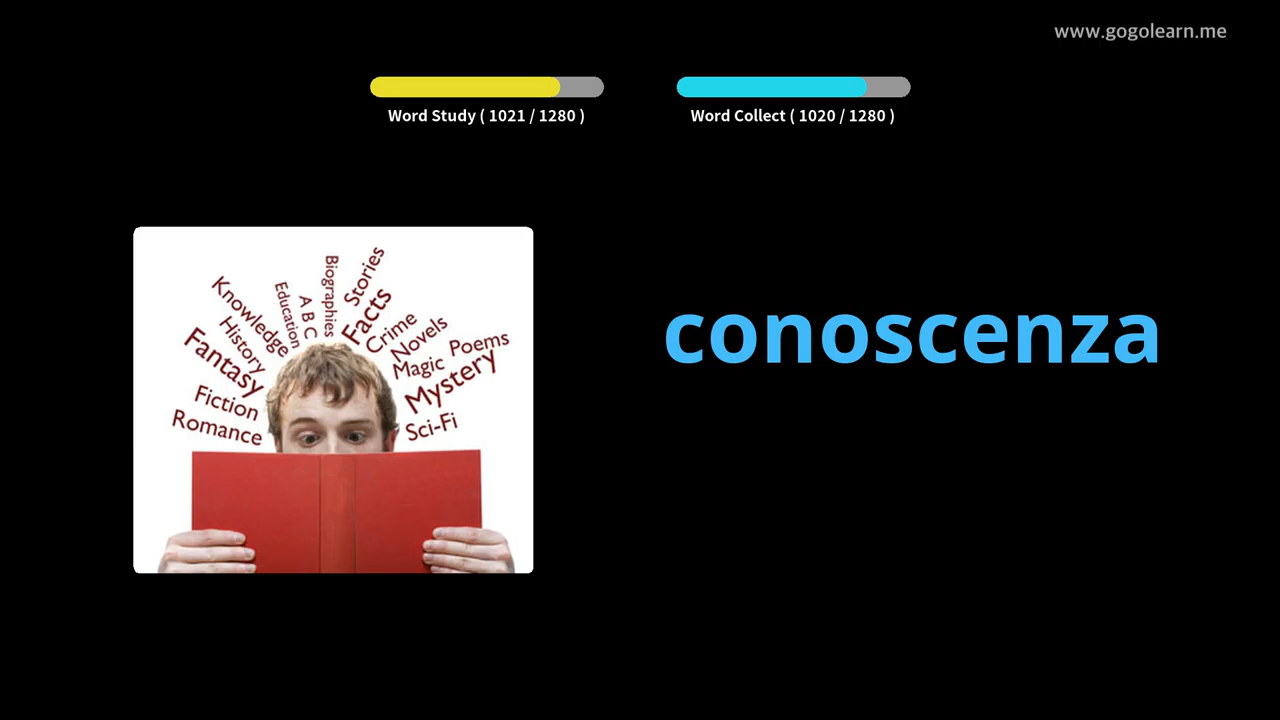 www.gogolearn.me
Word Study ( 1021 / 1280 )
Word Collect ( 1020 / 1280 )
Romance
Fiction
Fantasy
History
Knowledge
Education
A B C
Biographies
Stories
Facts
Crime
Novels
Magic
Poems
Mystery
Sci-Fi
conoscenza